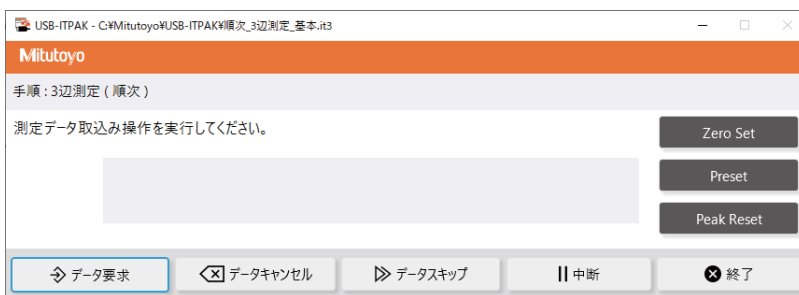 USB-ITPAK - C:¥Mitutoyo¥USB-ITPAK¥順次_3辺測定_基本.it3
Mitutoyo
手順 : 3辺測定 ( 順次 )
測定データ取込み操作を実行してください。
Zero Set
Preset
Peak Reset
データ要求 データキャンセル データスキップ 中断 終了